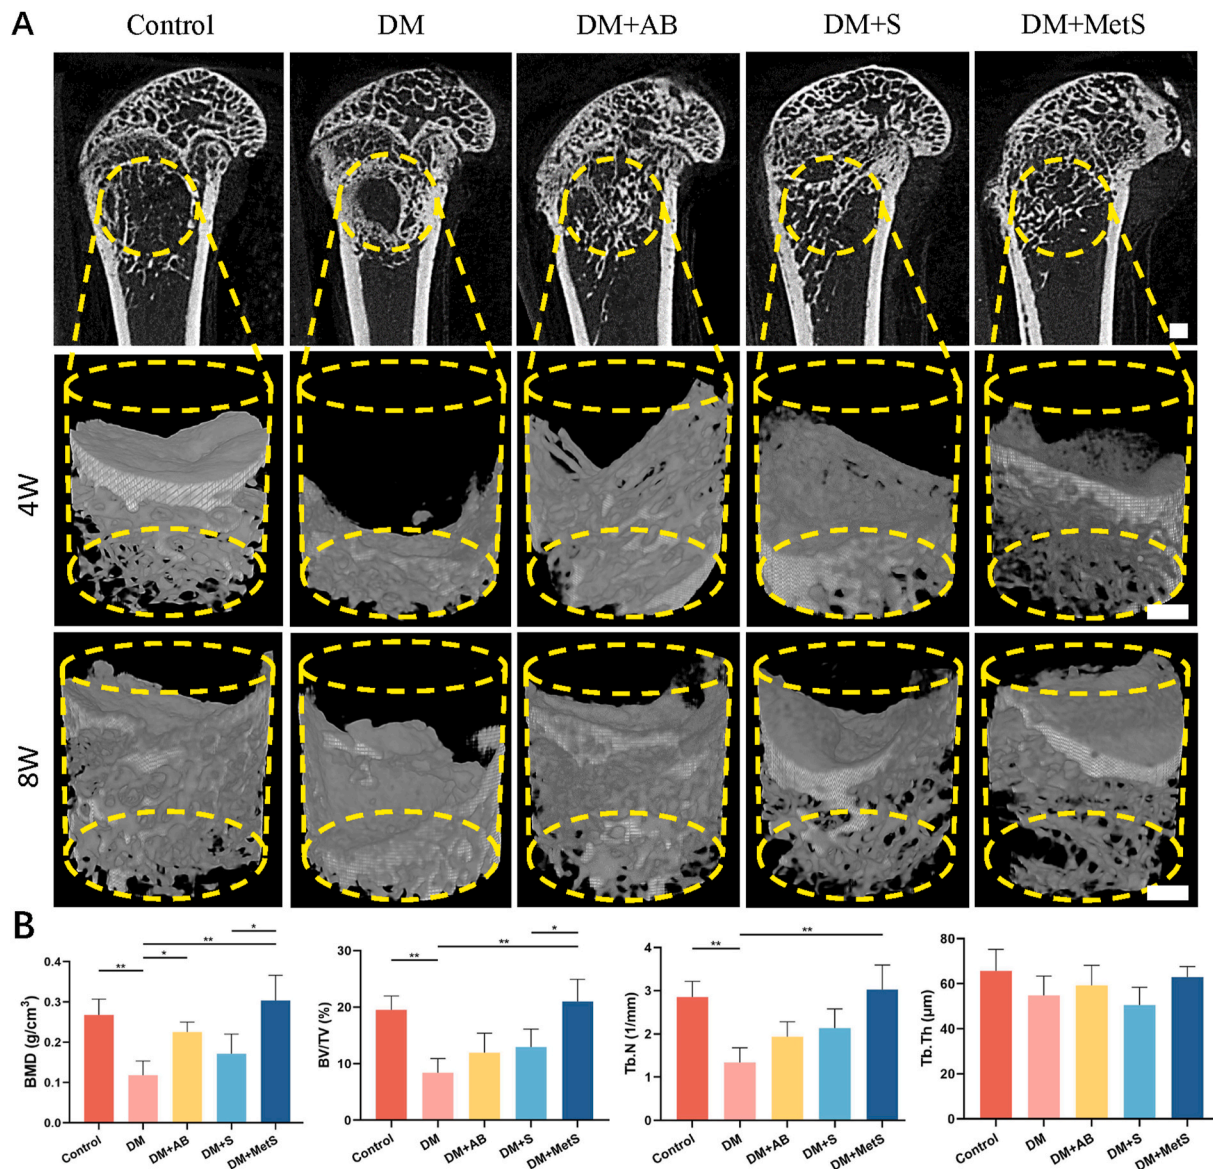 A
Control
DM
DM+AB
DM+S
DM+MetS
4W
8W
B
BMD (g/cm³)
0.4
0.3
0.2
0.1
0.0
**
*
**
*
Control
DM
DM+AB
DM+S
DM+MetS
BV/TV (%)
30
20
10
0
**
**
*
Control
DM
DM+AB
DM+S
DM+MetS
Tb.N (1/mm)
4
3
2
1
0
**
**
Control
DM
DM+AB
DM+S
DM+MetS
Tb.Th (μm)
80
60
40
20
0
Control
DM
DM+AB
DM+S
DM+MetS